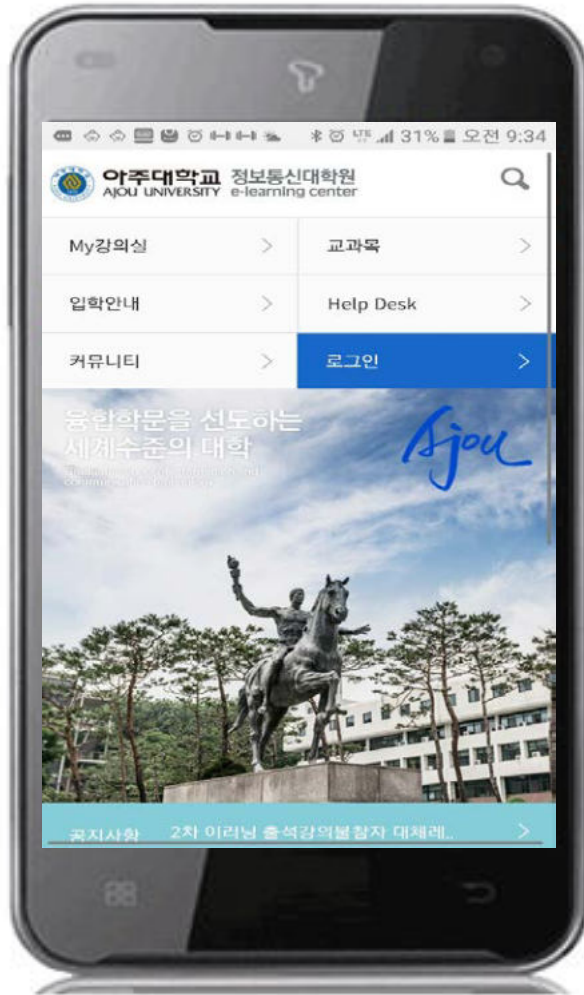 LTE 31% 오전 9:34
아주대학교 정보통신대학원
AJOU UNIVERSITY e-learning center
My강의실
교과목
입학안내
Help Desk
커뮤니티
로그인
융합학문을 선도하는
세계수준의 대학
Ajou
공지사항 2차 이러닝 출석강의불참자 대체레..